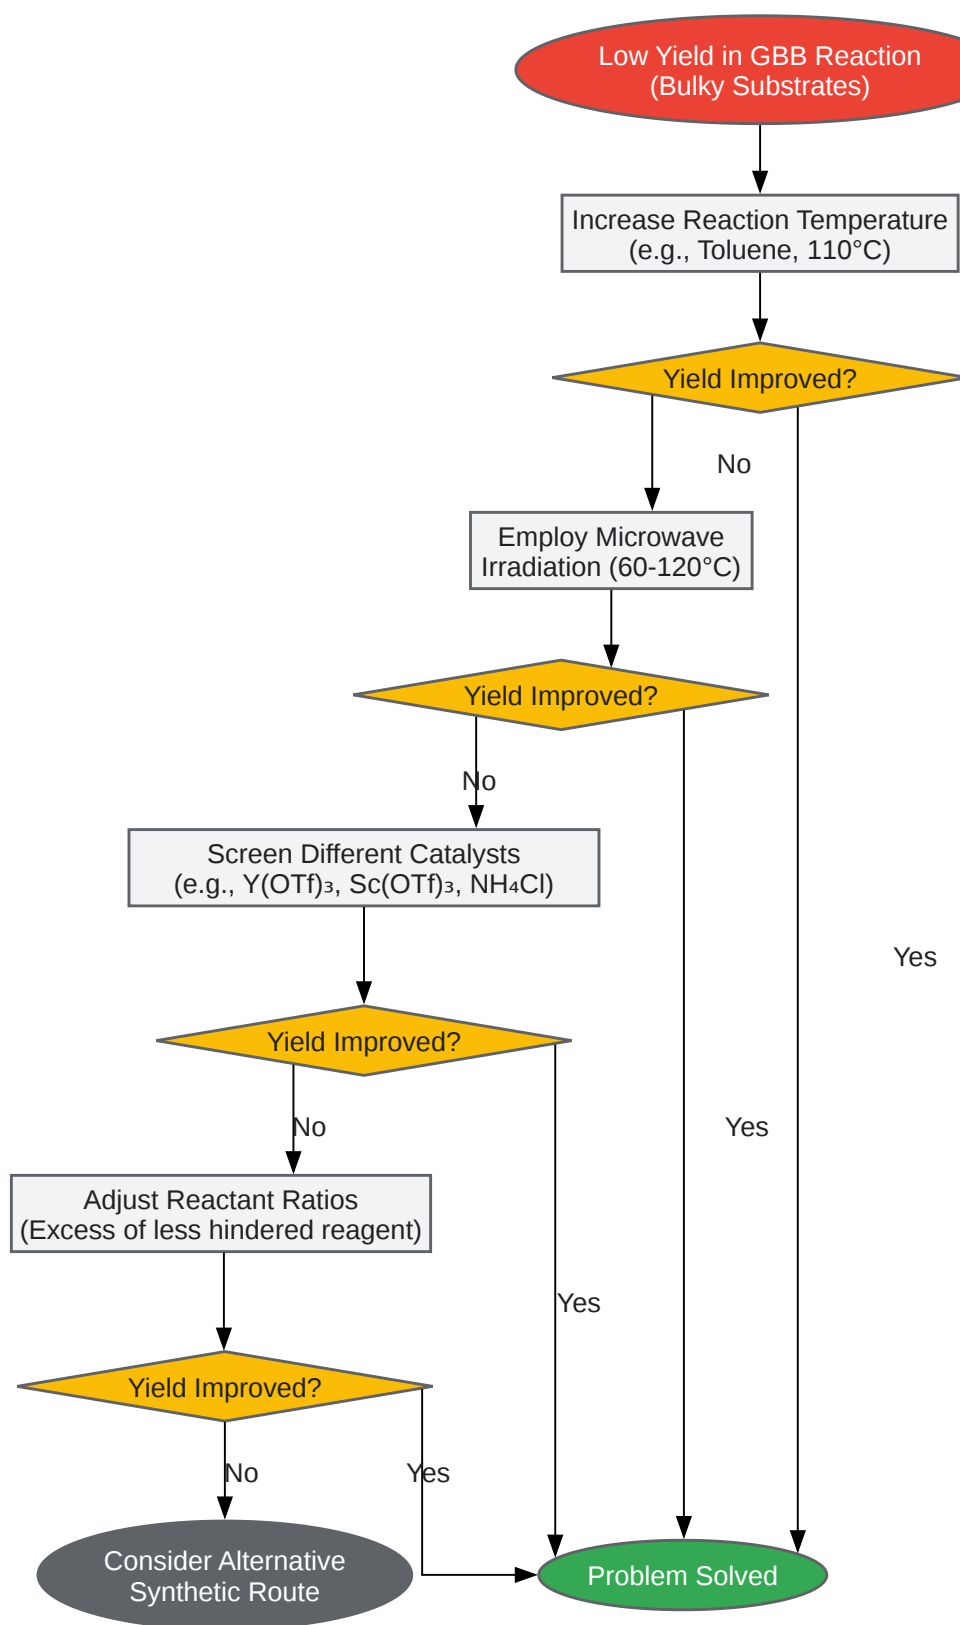 Low Yield in GBB Reaction
(Bulky Substrates)
Increase Reaction Temperature
(e.g., Toluene, 110°C)
Yield Improved?
No
Employ Microwave
Irradiation (60-120°C)
Yield Improved?
No
Screen Different Catalysts
(e.g., Y(OTf)₃, Sc(OTf)₃, NH₄Cl)
Yes
Yield Improved?
No
Yes
Adjust Reactant Ratios
(Excess of less hindered reagent)
Yes
Yield Improved?
No
Yes
Consider Alternative
Synthetic Route
Problem Solved